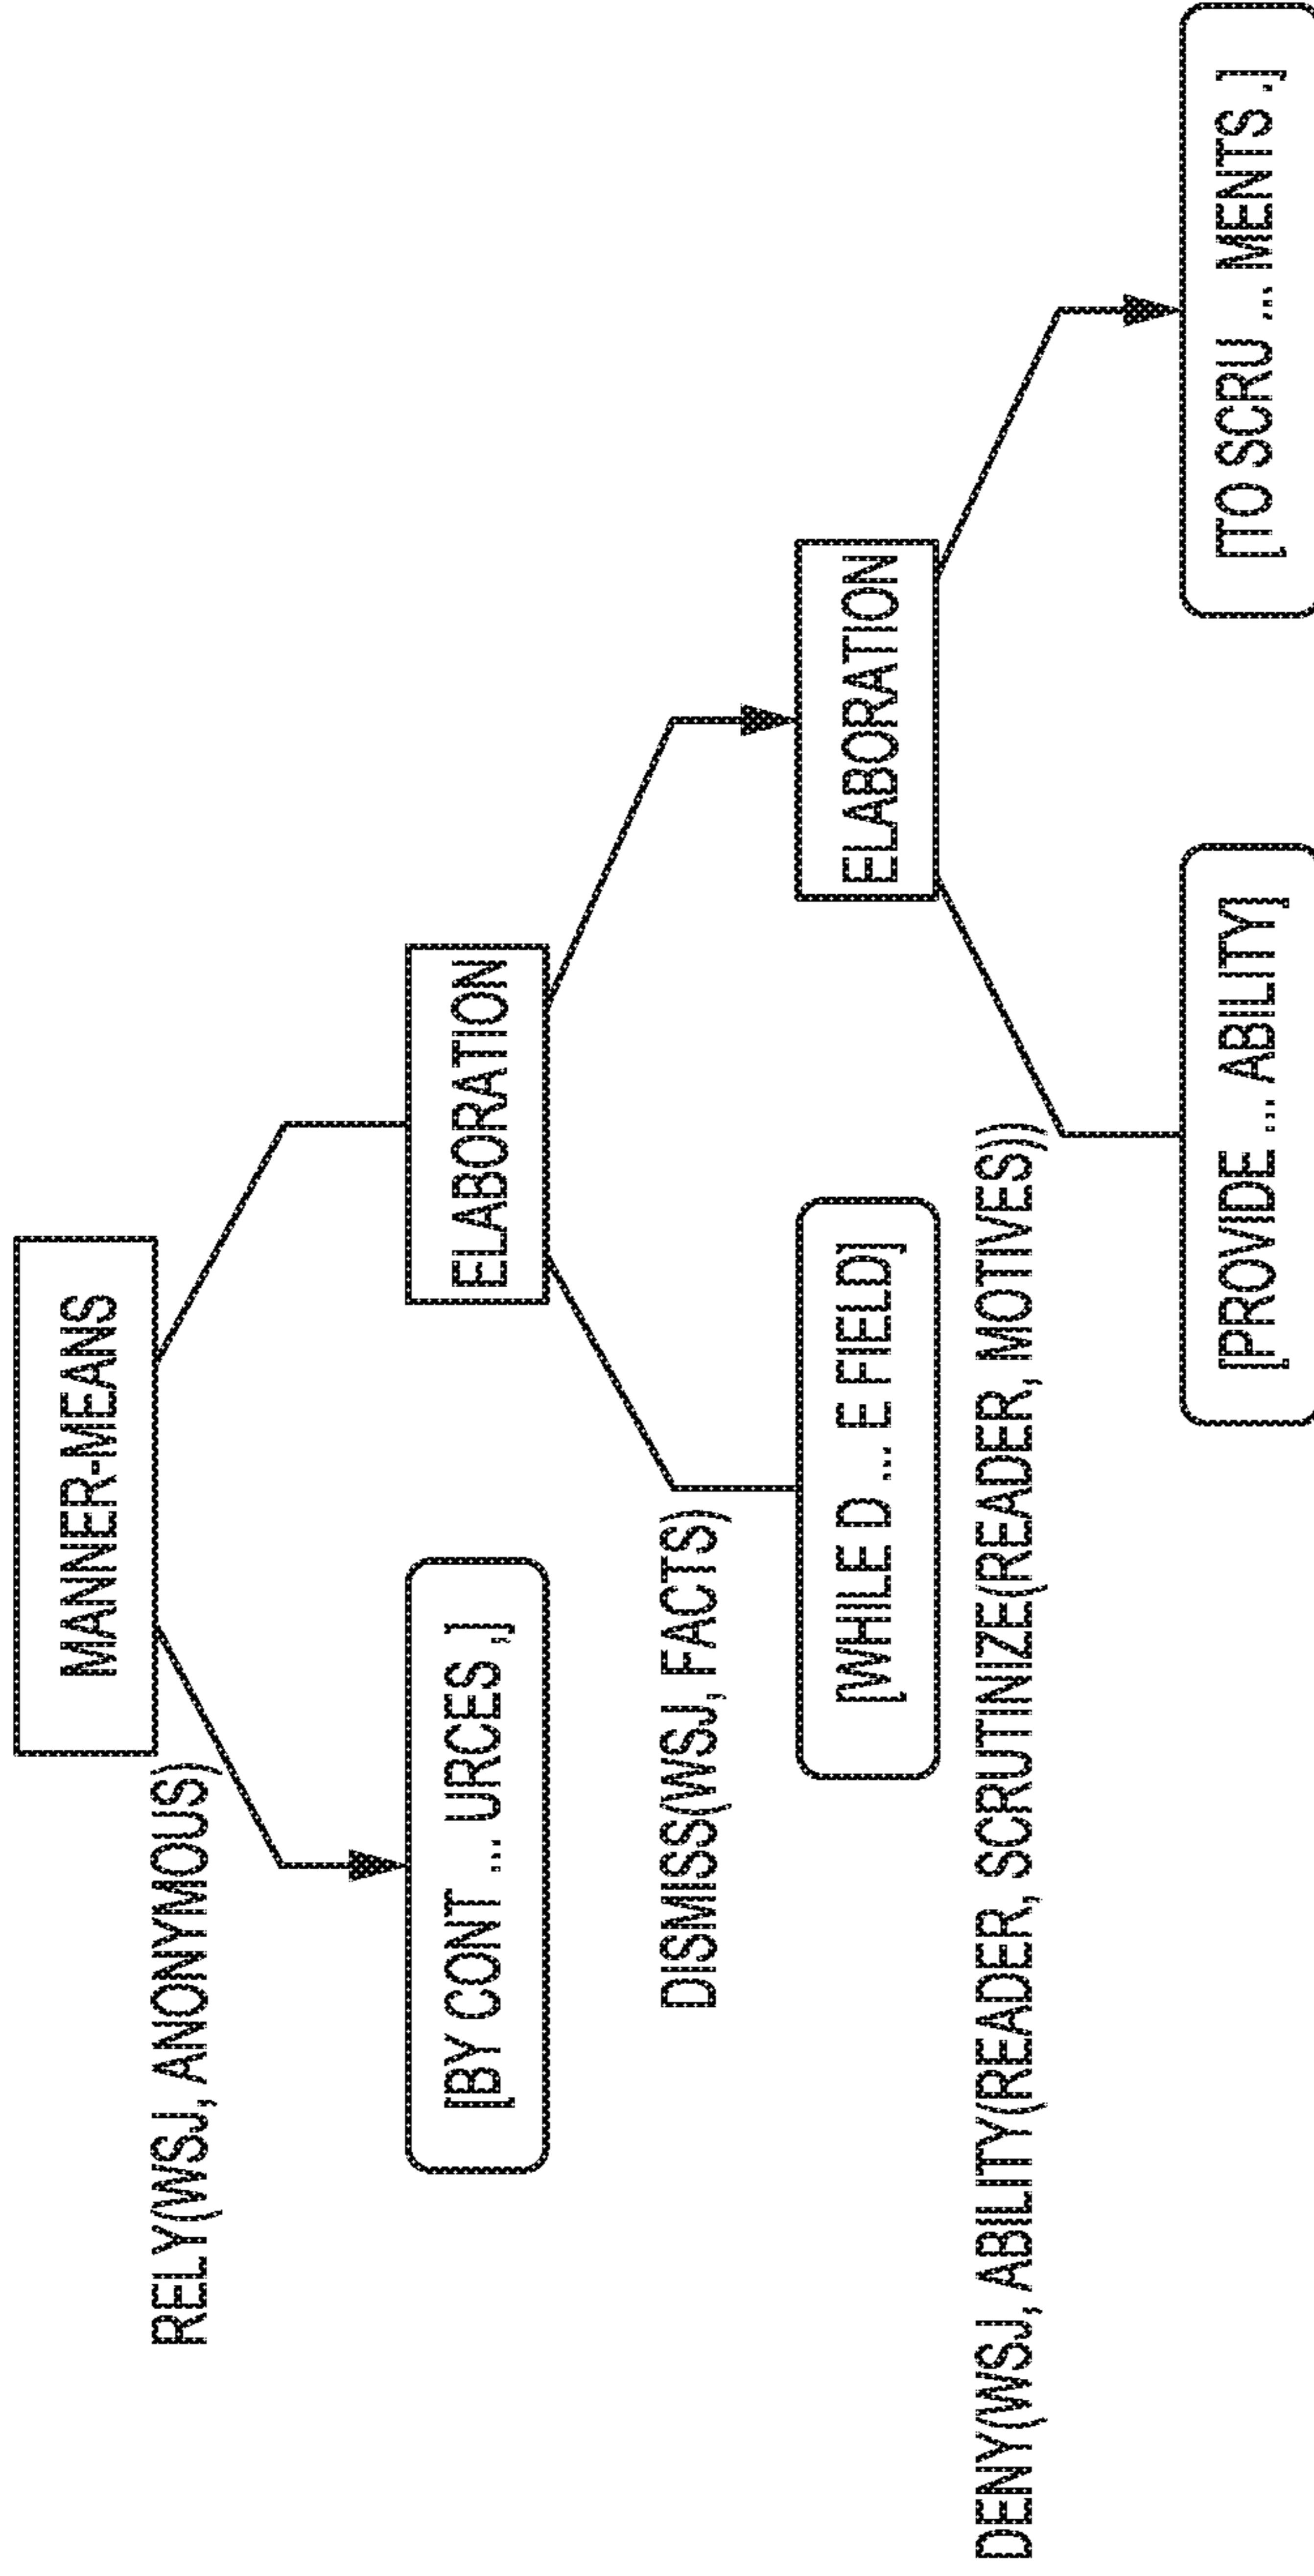 MANNER-MEANS
RELY(WSJ, ANONYMOUS)
[BY CONT ... URCES ,]
ELABORATION
DISMISS(WSJ, FACTS)
[WHILE D ... E FIELD]
ELABORATION
DENY(WSJ, ABILITY(READER, SCRUTINIZE(READER, MOTIVES))
[PROVIDE ... ABILITY]
[TO SCRU ... MENTS .]